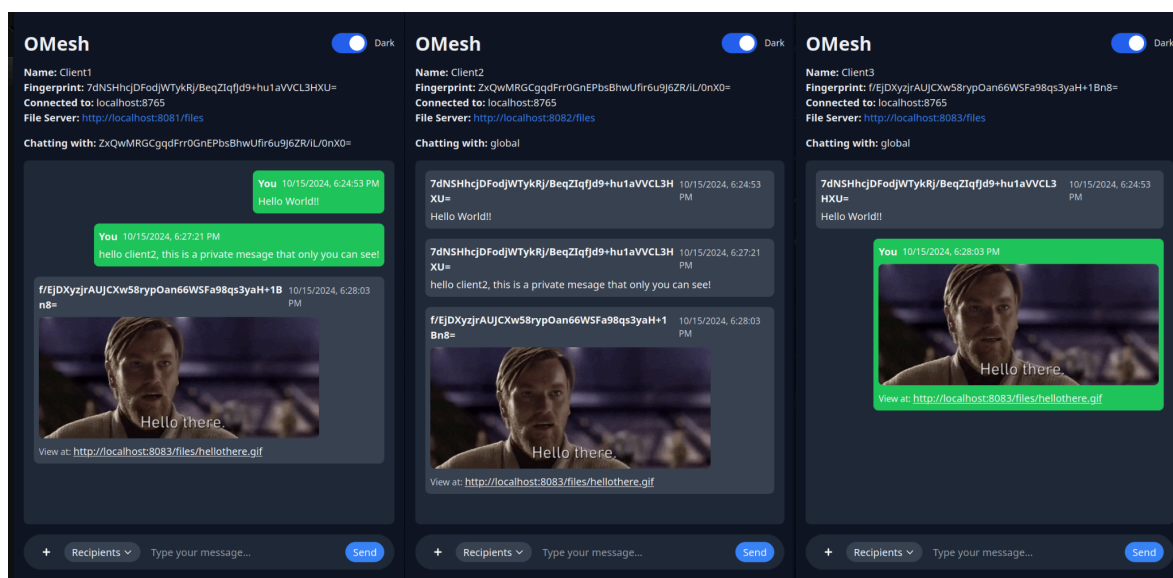 OMesh
Dark
Name: Client1
Fingerprint: 7dNSHhcjDFodjWTykRj/BeqZIqfJd9+hu1aVVCL3HXU=
Connected to: localhost:8765
File Server: http://localhost:8081/files
Chatting with: ZxQwMRGCgqdFrr0GnEPbsBhwUfir6u9J6ZR/iL/0nX0=
You 10/15/2024, 6:24:53 PM
Hello World!!
You 10/15/2024, 6:27:21 PM
hello client2, this is a private mesage that only you can see!
f/EjDXyzjrAUJCXw58rypOan66WSFa98qs3yaH+1B 10/15/2024, 6:28:03
n8= PM
Hello there.
View at: http://localhost:8083/files/hellothere.gif
+ Recipients Type your message... Send
OMesh
Dark
Name: Client2
Fingerprint: ZxQwMRGCgqdFrr0GnEPbsBhwUfir6u9J6ZR/iL/0nX0=
Connected to: localhost:8765
File Server: http://localhost:8082/files
Chatting with: global
7dNSHhcjDFodjWTykRj/BeqZIqfJd9+hu1aVVCL3H 10/15/2024, 6:24:53
XU= PM
Hello World!!
7dNSHhcjDFodjWTykRj/BeqZIqfJd9+hu1aVVCL3H 10/15/2024, 6:27:21
XU= PM
hello client2, this is a private mesage that only you can see!
f/EjDXyzjrAUJCXw58rypOan66WSFa98qs3yaH+1 10/15/2024, 6:28:03
Bn8= PM
Hello there.
View at: http://localhost:8083/files/hellothere.gif
+ Recipients Type your message... Send
OMesh
Dark
Name: Client3
Fingerprint: f/EjDXyzjrAUJCXw58rypOan66WSFa98qs3yaH+1Bn8=
Connected to: localhost:8765
File Server: http://localhost:8083/files
Chatting with: global
7dNSHhcjDFodjWTykRj/BeqZIqfJd9+hu1aVVCL3 10/15/2024, 6:24:53
HXU= PM
Hello World!!
You 10/15/2024, 6:28:03 PM
Hello there.
View at: http://localhost:8083/files/hellothere.gif
+ Recipients Type your message... Send